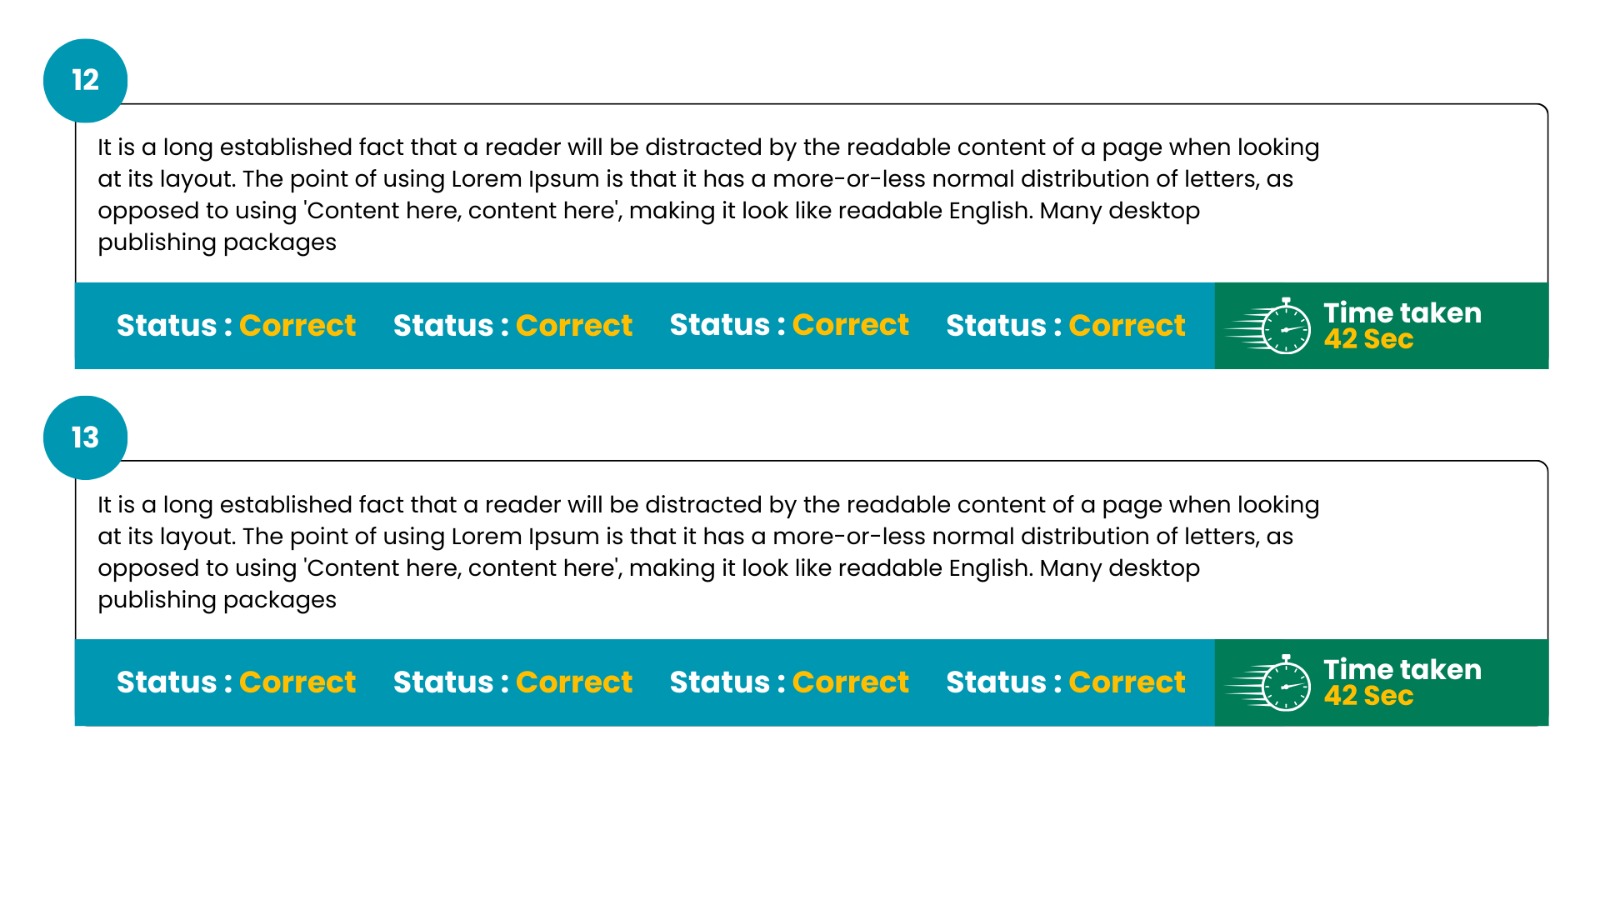 12
It is a long established fact that a reader will be distracted by the readable content of a page when looking
at its layout. The point of using Lorem Ipsum is that it has a more-or-less normal distribution of letters, as
opposed to using 'Content here, content here', making it look like readable English. Many desktop
publishing packages
Status : Correct Status : Correct Status : Correct Status : Correct
Time taken
42 Sec
13
It is a long established fact that a reader will be distracted by the readable content of a page when looking
at its layout. The point of using Lorem Ipsum is that it has a more-or-less normal distribution of letters, as
opposed to using 'Content here, content here', making it look like readable English. Many desktop
publishing packages
Status : Correct Status : Correct Status : Correct Status : Correct
Time taken
42 Sec